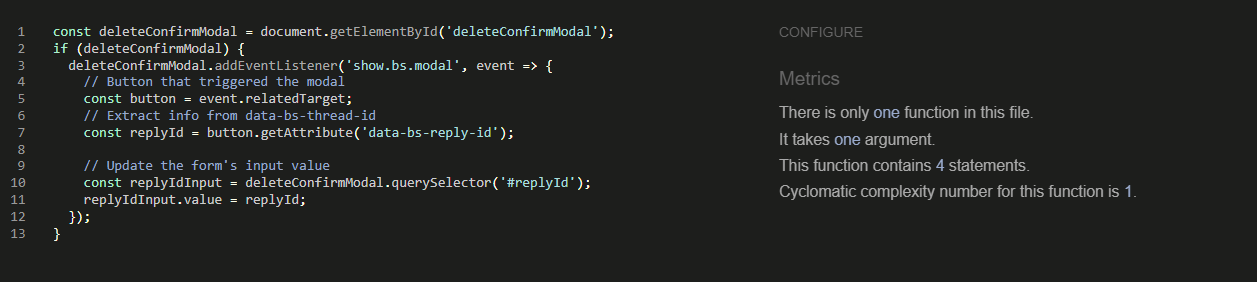 1 const deleteConfirmModal = document.getElementById('deleteConfirmModal');
2 if (deleteConfirmModal) {
3   deleteConfirmModal.addEventListener('show.bs.modal', event => {
4     // Button that triggered the modal
5     const button = event.relatedTarget;
6     // Extract info from data-bs-thread-id
7     const replyId = button.getAttribute('data-bs-reply-id');
8
9     // Update the form's input value
10     const replyIdInput = deleteConfirmModal.querySelector('#replyId');
11     replyIdInput.value = replyId;
12   });
13 }
CONFIGURE
Metrics
There is only one function in this file.
It takes one argument.
This function contains 4 statements.
Cyclomatic complexity number for this function is 1.